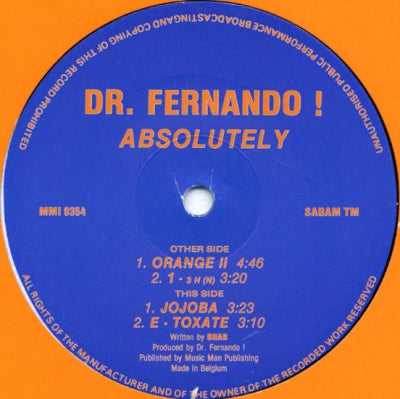 UNAUTHORISED PUBLIC PERFORMANCE BROADCASTING AND COPYING OF THIS RECORD PROHIBITED
DR. FERNANDO !
ABSOLUTELY
MMI 9354
SABAM TM
OTHER SIDE
1. ORANGE II 4:46
2. 1 - 3 H (N) 3:20
THIS SIDE
1. JOJOBA 3:23
2. E - TOXATE 3:10
Written by
Produced by Dr. Fernando !
Published by Music Man Publishing
Made in Belgium
ALL RIGHTS OF THE MANUFACTURER AND OF THE OWNER OF THE RECORDED WORK RESERVED